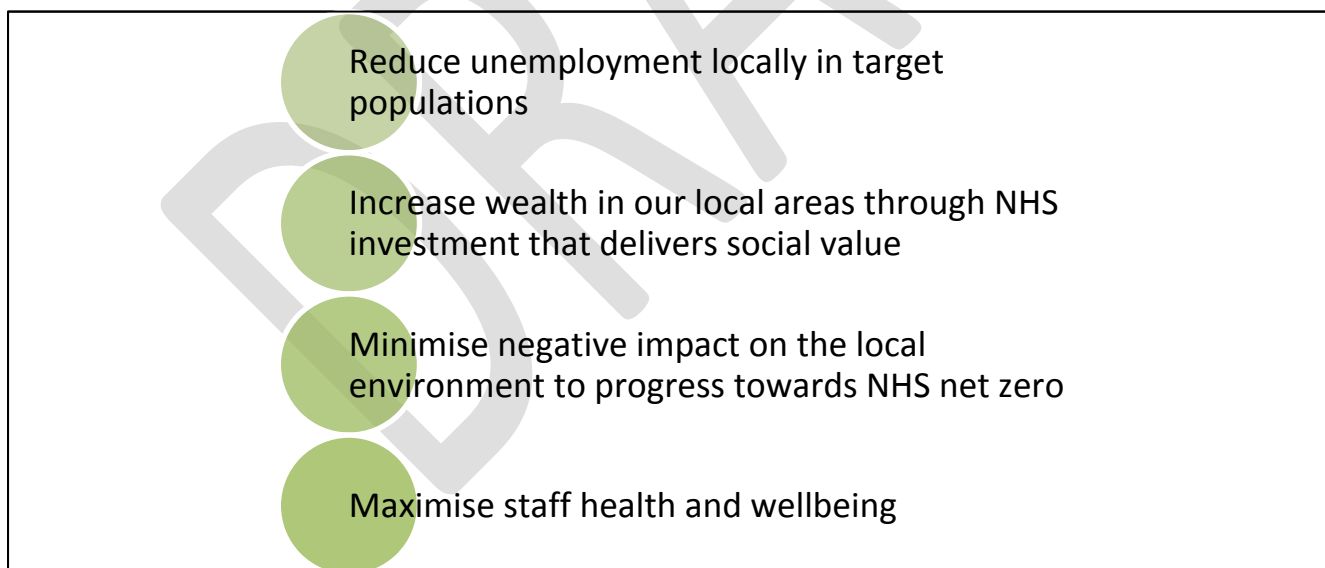 Reduce unemployment locally in target
populations
Increase wealth in our local areas through NHS
investment that delivers social value
Minimise negative impact on the local
environment to progress towards NHS net zero
Maximise staff health and wellbeing
DRA